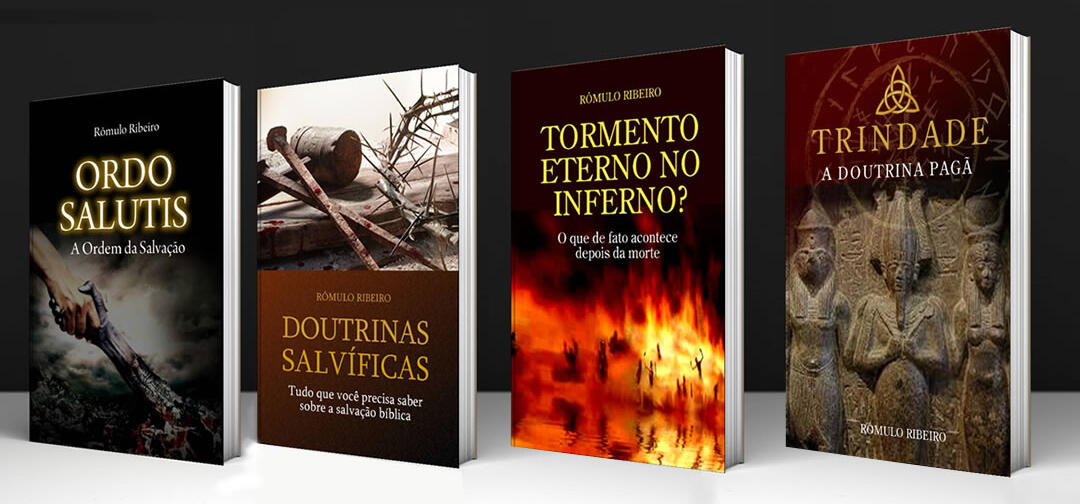 Rômulo Ribeiro
ORDO
SALUTIS
A Ordem da Salvação
RÔMULO RIBEIRO
DOUTRINAS
SALVÍFICAS
Tudo que você precisa saber
sobre a salvação bíblica
RÔMULO RIBEIRO
TORMENTO
ETERNO NO
INFERNO?
O que de fato acontece
depois da morte
TRINDADE
A DOUTRINA PAGÃ
RÔMULO RIBEIRO